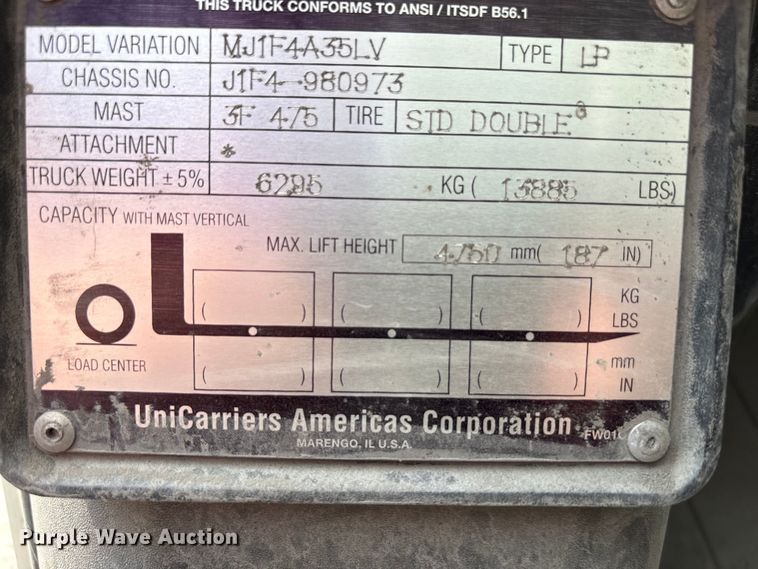 THIS TRUCK CONFORMS TO ANSI / ITSDF B56.1
MODEL VARIATION MJ1F4A35LV TYPE LP
CHASSIS NO. J1F4-980973
MAST 3F 475 TIRE STD DOUBLE
ATTACHMENT *
TRUCK WEIGHT ± 5% 6295 KG ( 13885 LBS)
CAPACITY WITH MAST VERTICAL
MAX. LIFT HEIGHT 4750 mm( 187 IN)
KG
( ) ( ) ( ) LBS
LOAD CENTER
mm
( ) ( ) ( ) IN
UniCarriers Americas Corporation
MARENGO, IL U.S.A.
Purple Wave Auction